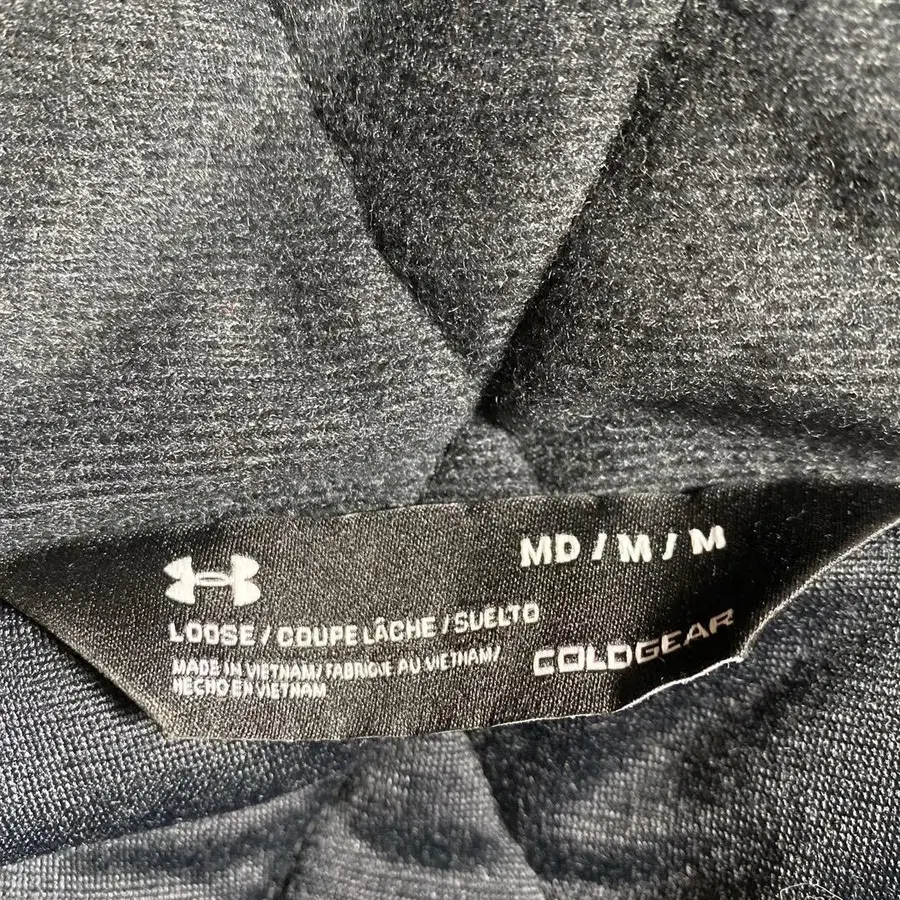 MD / M / M
LOOSE / COUPE LÂCHE / SUELTO
MADE IN VIETNAM / FABRIQUÉ AU VIETNAM /
HECHO EN VIETNAM
COLDGEAR